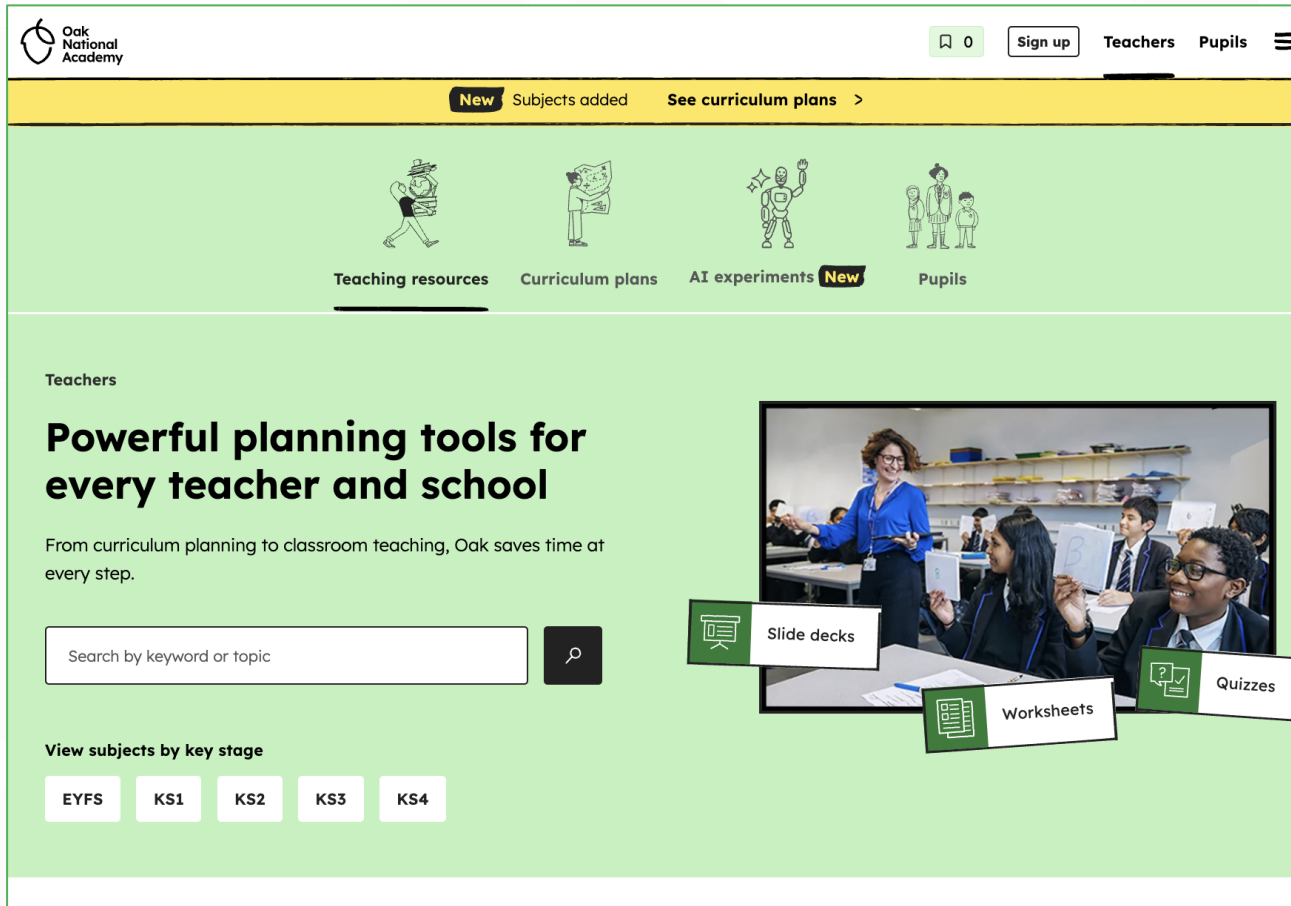 Oak
National
Academy
0
Sign up
Teachers
Pupils
New Subjects added See curriculum plans >
Teaching resources
Curriculum plans
AI experiments New
Pupils
Teachers
Powerful planning tools for
every teacher and school
From curriculum planning to classroom teaching, Oak saves time at
every step.
Search by keyword or topic
View subjects by key stage
EYFS
KS1
KS2
KS3
KS4
B
Slide decks
Worksheets
? Quizzes